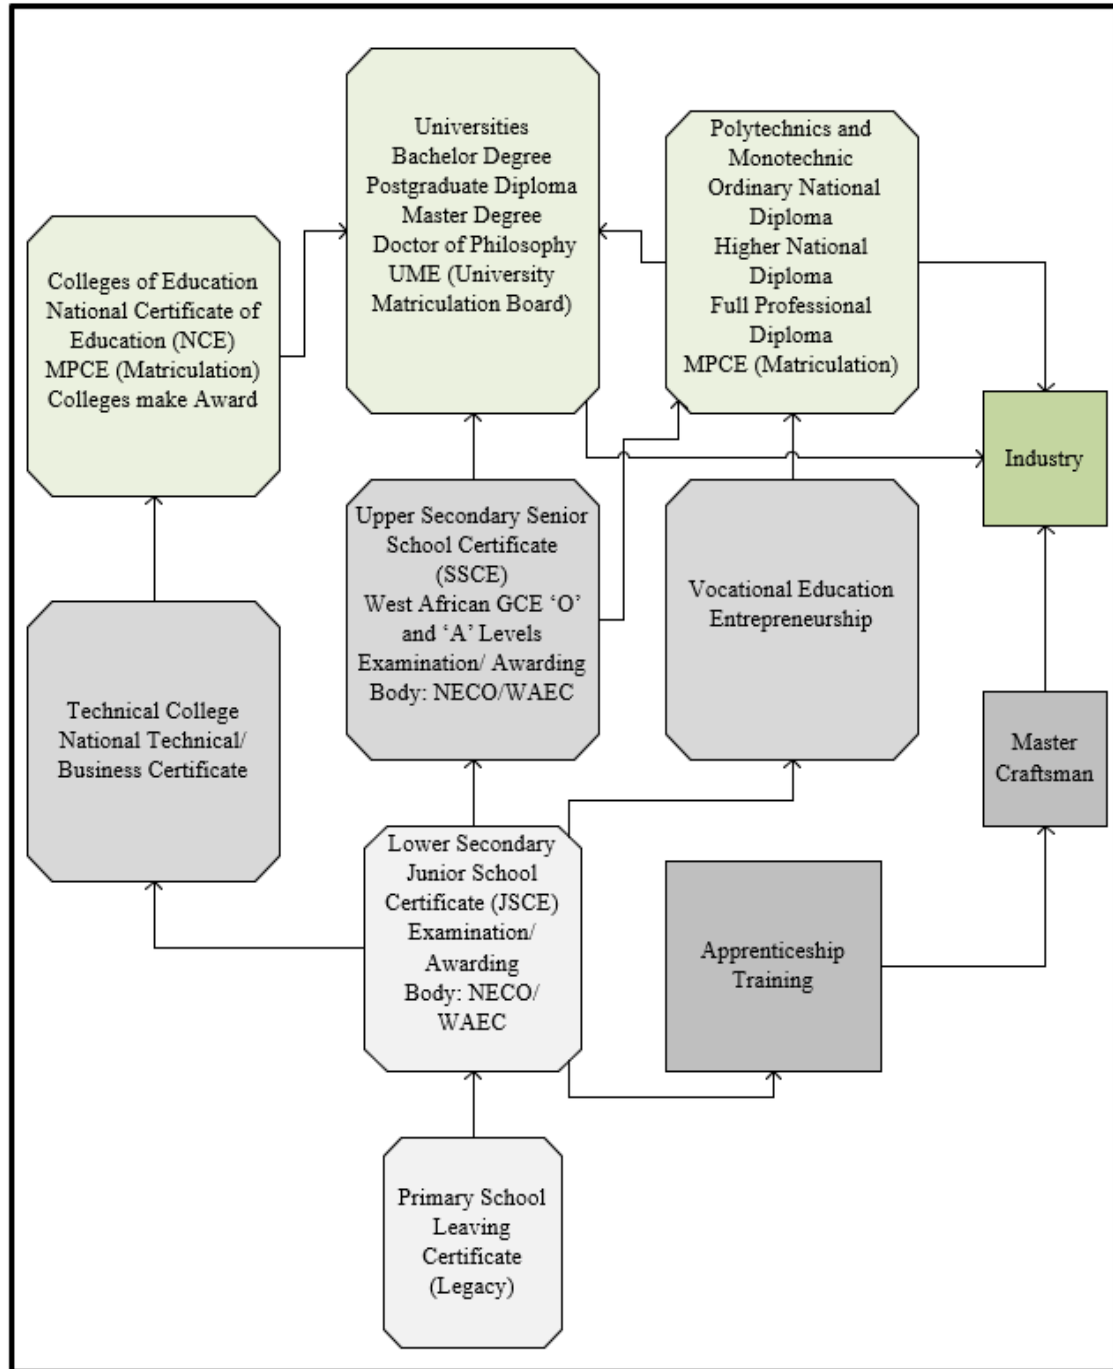 Universities
Bachelor Degree
Postgraduate Diploma
Master Degree
Doctor of Philosophy
UME (University
Matriculation Board)
Polytechnics and
Monotechnic
Ordinary National
Diploma
Higher National
Diploma
Full Professional
Diploma
MPCE (Matriculation)
Colleges of Education
National Certificate of
Education (NCE)
MPCE (Matriculation)
Colleges make Award
Industry
Upper Secondary Senior
School Certificate
(SSCE)
West African GCE ‘O’
and ‘A’ Levels
Examination/ Awarding
Body: NECO/WAEC
Vocational Education
Entrepreneurship
Technical College
National Technical/
Business Certificate
Master
Craftsman
Lower Secondary
Junior School
Certificate (JSCE)
Examination/
Awarding
Body: NECO/
WAEC
Apprenticeship
Training
Primary School
Leaving
Certificate
(Legacy)